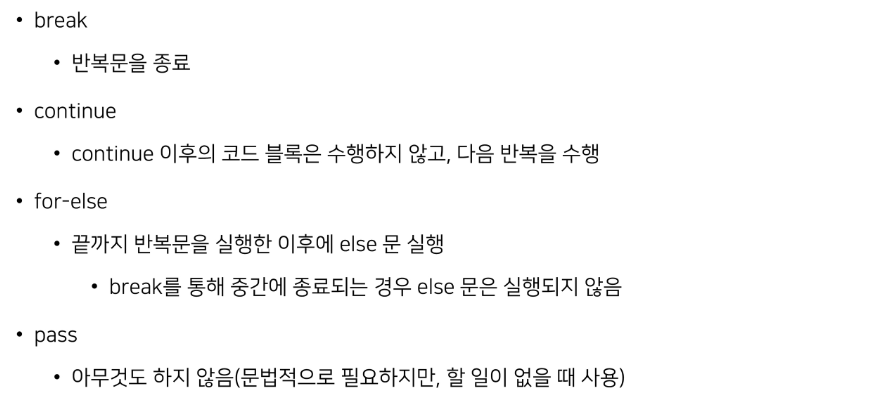 • break
• 반복문을 종료
• continue
• continue 이후의 코드 블록은 수행하지 않고, 다음 반복을 수행
• for-else
• 끝까지 반복문을 실행한 이후에 else 문 실행
• break를 통해 중간에 종료되는 경우 else 문은 실행되지 않음
• pass
• 아무것도 하지 않음(문법적으로 필요하지만, 할 일이 없을 때 사용)